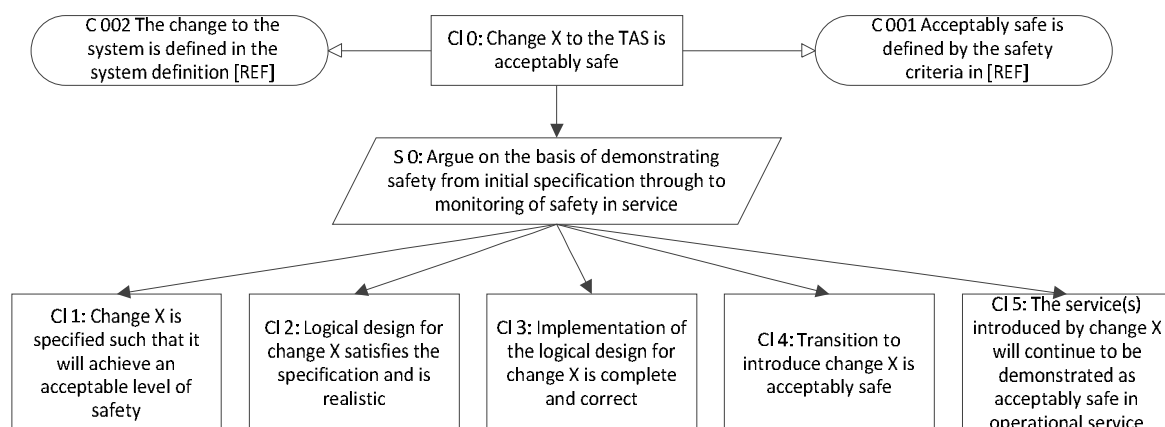 C 002 The change to
the system is defined in the
system definition [REF]
Cl 0: Change X to the TAS is
acceptably safe
C 001 Acceptably safe is
defined by the safety
criteria in [REF]
S 0: Argue on the basis of demonstrating
safety from initial specification through to
monitoring of safety in service
Cl 1: Change X is
specified such that it
will achieve an
acceptable level of
safety
Cl 2: Logical design for
change X satisfies the
specification and is
realistic
Cl 3: Implementation of
the logical design for
change X is complete
and correct
Cl 4: Transition to
introduce change X is
acceptably safe
Cl 5: The service(s)
introduced by change X
will continue to be
demonstrated as
acceptably safe in
operational service